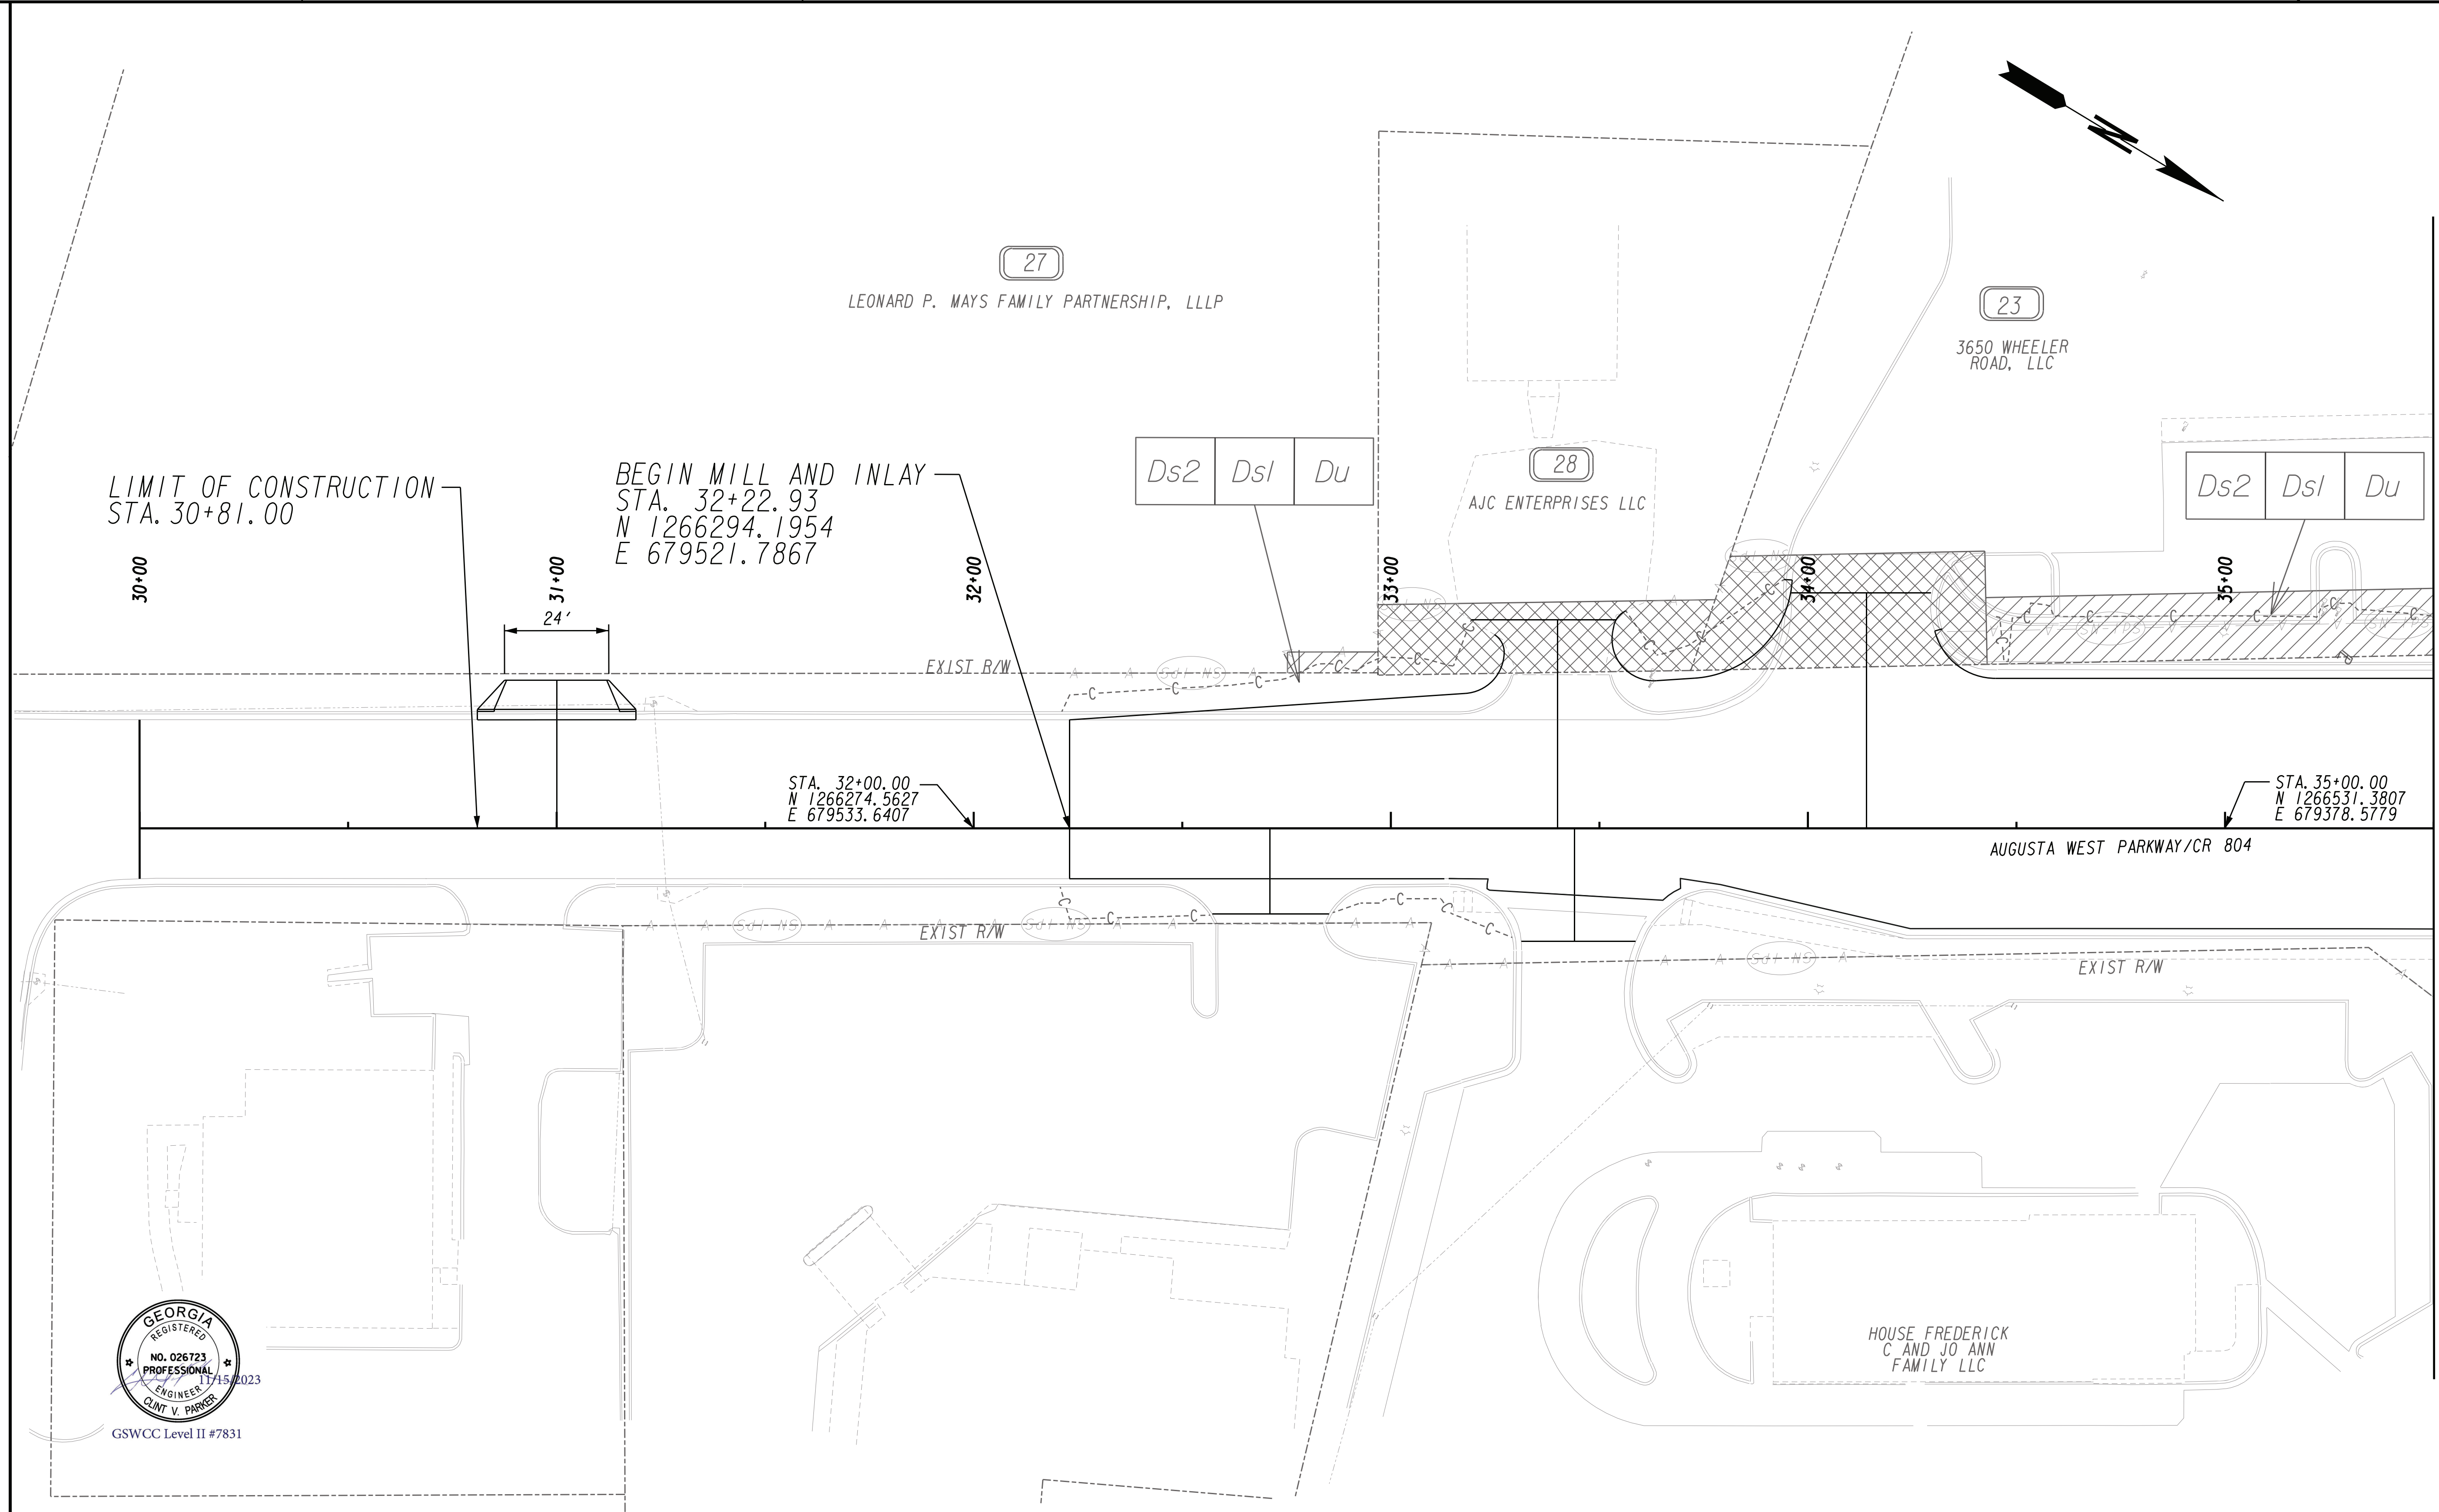 N
27
LEONARD P. MAYS FAMILY PARTNERSHIP, LLLP
23
3650 WHEELER
ROAD, LLC
28
AJC ENTERPRISES LLC
Ds2 Ds1 Du
Ds2 Ds1 Du
LIMIT OF CONSTRUCTION
STA. 30+81.00
BEGIN MILL AND INLAY
STA. 32+22.93
N 1266294.1954
E 679521.7867
30+00
31+00
32+00
33+00
34+00
35+00
24'
EXIST R/W
STA. 32+00.00
N 1266274.5627
E 679533.6407
STA. 35+00.00
N 1266531.3807
E 679378.5779
AUGUSTA WEST PARKWAY/CR 804
EXIST R/W
EXIST R/W
HOUSE FREDERICK
C AND JO ANN
FAMILY LLC
GEORGIA
REGISTERED
NO. 026723
PROFESSIONAL
11/15/2023
ENGINEER
CLINT V. PARKER
GSWCC Level II #7831